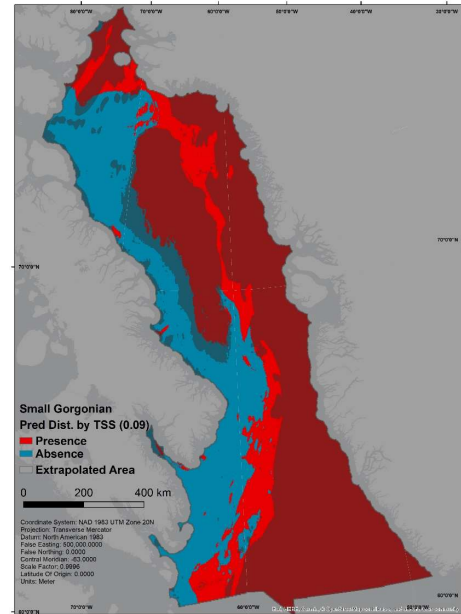 70°0'0"N
70°0'0"N
Small Gorgonian
Pred Dist. by TSS (0.09)
Presence
Absence
Extrapolated Area
0 200 400 km
Coordinate System: NAD 1983 UTM Zone 20N
Projection: Transverse Mercator
Datum: North American 1983
False Easting: 500,000.0000
False Northing: 0.0000
Central Meridian: -63.0000
Scale Factor: 0.9996
Latitude Of Origin: 0.0000
Units: Meter